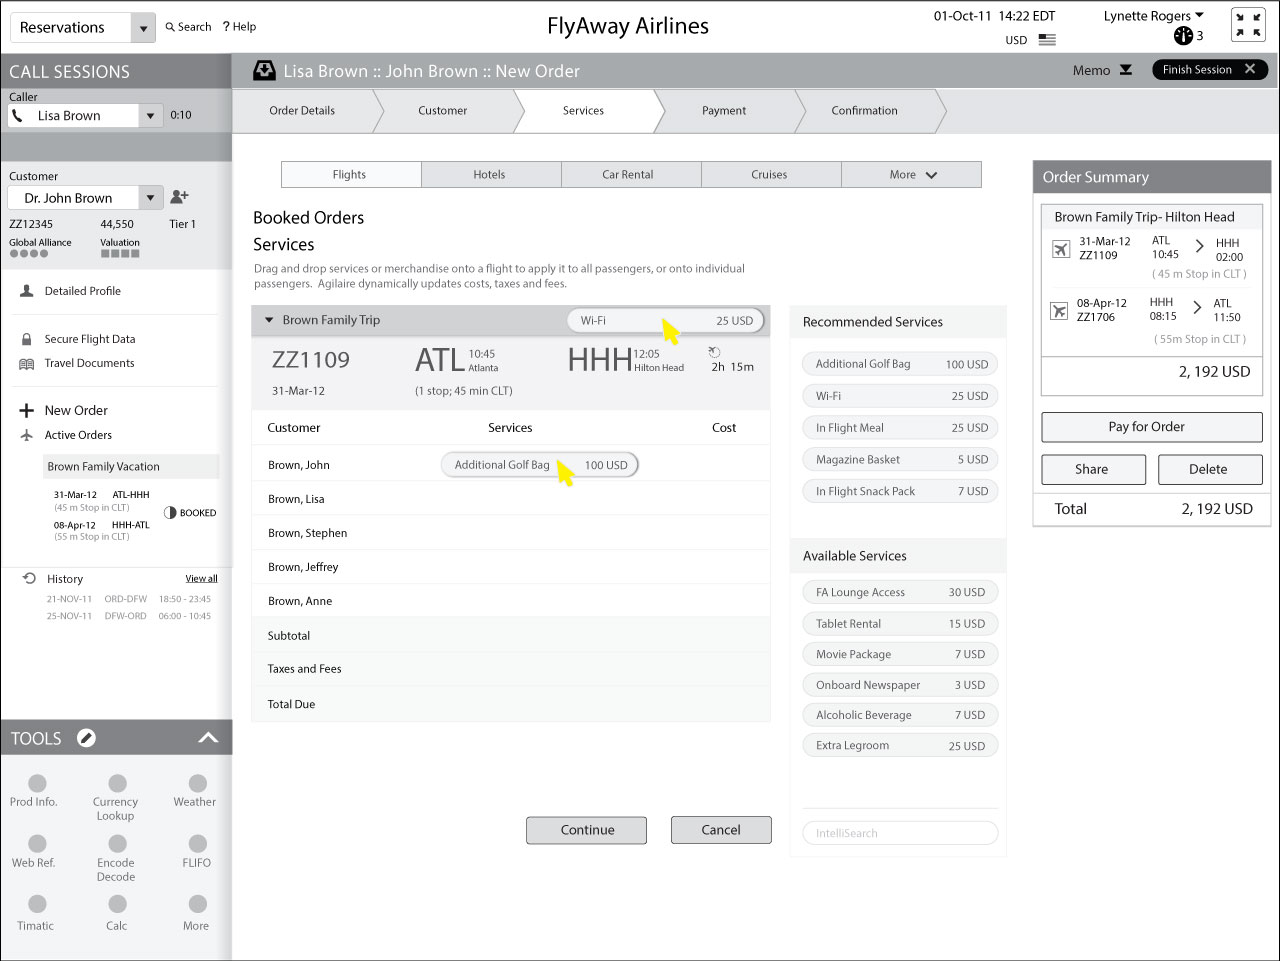 Reservations
Search
? Help
FlyAway Airlines
01-Oct-11 14:22 EDT
USD
Lynette Rogers
3
CALL SESSIONS
Caller
Lisa Brown
0:10
Customer
Dr. John Brown
ZZ12345 44,550 Tier 1
Global Alliance Valuation
Detailed Profile
Secure Flight Data
Travel Documents
New Order
Active Orders
Brown Family Vacation
31-Mar-12 ATL-HHH
(45 m Stop in CLT)
08-Apr-12 HHH-ATL
(55 m Stop in CLT)
BOOKED
History View all
21-NOV-11 ORD-DFW 18:50 - 23:45
25-NOV-11 DFW-ORD 06:00 - 10:45
TOOLS
Prod Info.
Currency
Lookup
Weather
Web Ref.
Encode
Decode
FLIFO
Timatic
Calc
More
Lisa Brown :: John Brown :: New Order
Memo
Finish Session X
Order Details
Customer
Services
Payment
Confirmation
Flights
Hotels
Car Rental
Cruises
More
Booked Orders
Services
Drag and drop services or merchandise onto a flight to apply it to all passengers, or onto individual
passengers. Agilaire dynamically updates costs, taxes and fees.
Brown Family Trip
Wi-Fi 25 USD
ZZ1109
31-Mar-12
ATL 10:45
Atlanta
(1 stop; 45 min CLT)
HHH 12:05
Hilton Head
2h 15m
Customer Services Cost
Brown, John
Additional Golf Bag 100 USD
Brown, Lisa
Brown, Stephen
Brown, Jeffrey
Brown, Anne
Subtotal
Taxes and Fees
Total Due
Continue
Cancel
Recommended Services
Additional Golf Bag 100 USD
Wi-Fi 25 USD
In Flight Meal 25 USD
Magazine Basket 5 USD
In Flight Snack Pack 7 USD
Available Services
FA Lounge Access 30 USD
Tablet Rental 15 USD
Movie Package 7 USD
Onboard Newspaper 3 USD
Alcoholic Beverage 7 USD
Extra Legroom 25 USD
IntelliSearch
Order Summary
Brown Family Trip- Hilton Head
31-Mar-12 ATL > HHH
ZZ1109 10:45 02:00
( 45 m Stop in CLT )
08-Apr-12 HHH > ATL
ZZ1706 08:15 11:50
(55m Stop in CLT )
2, 192 USD
Pay for Order
Share
Delete
Total 2, 192 USD